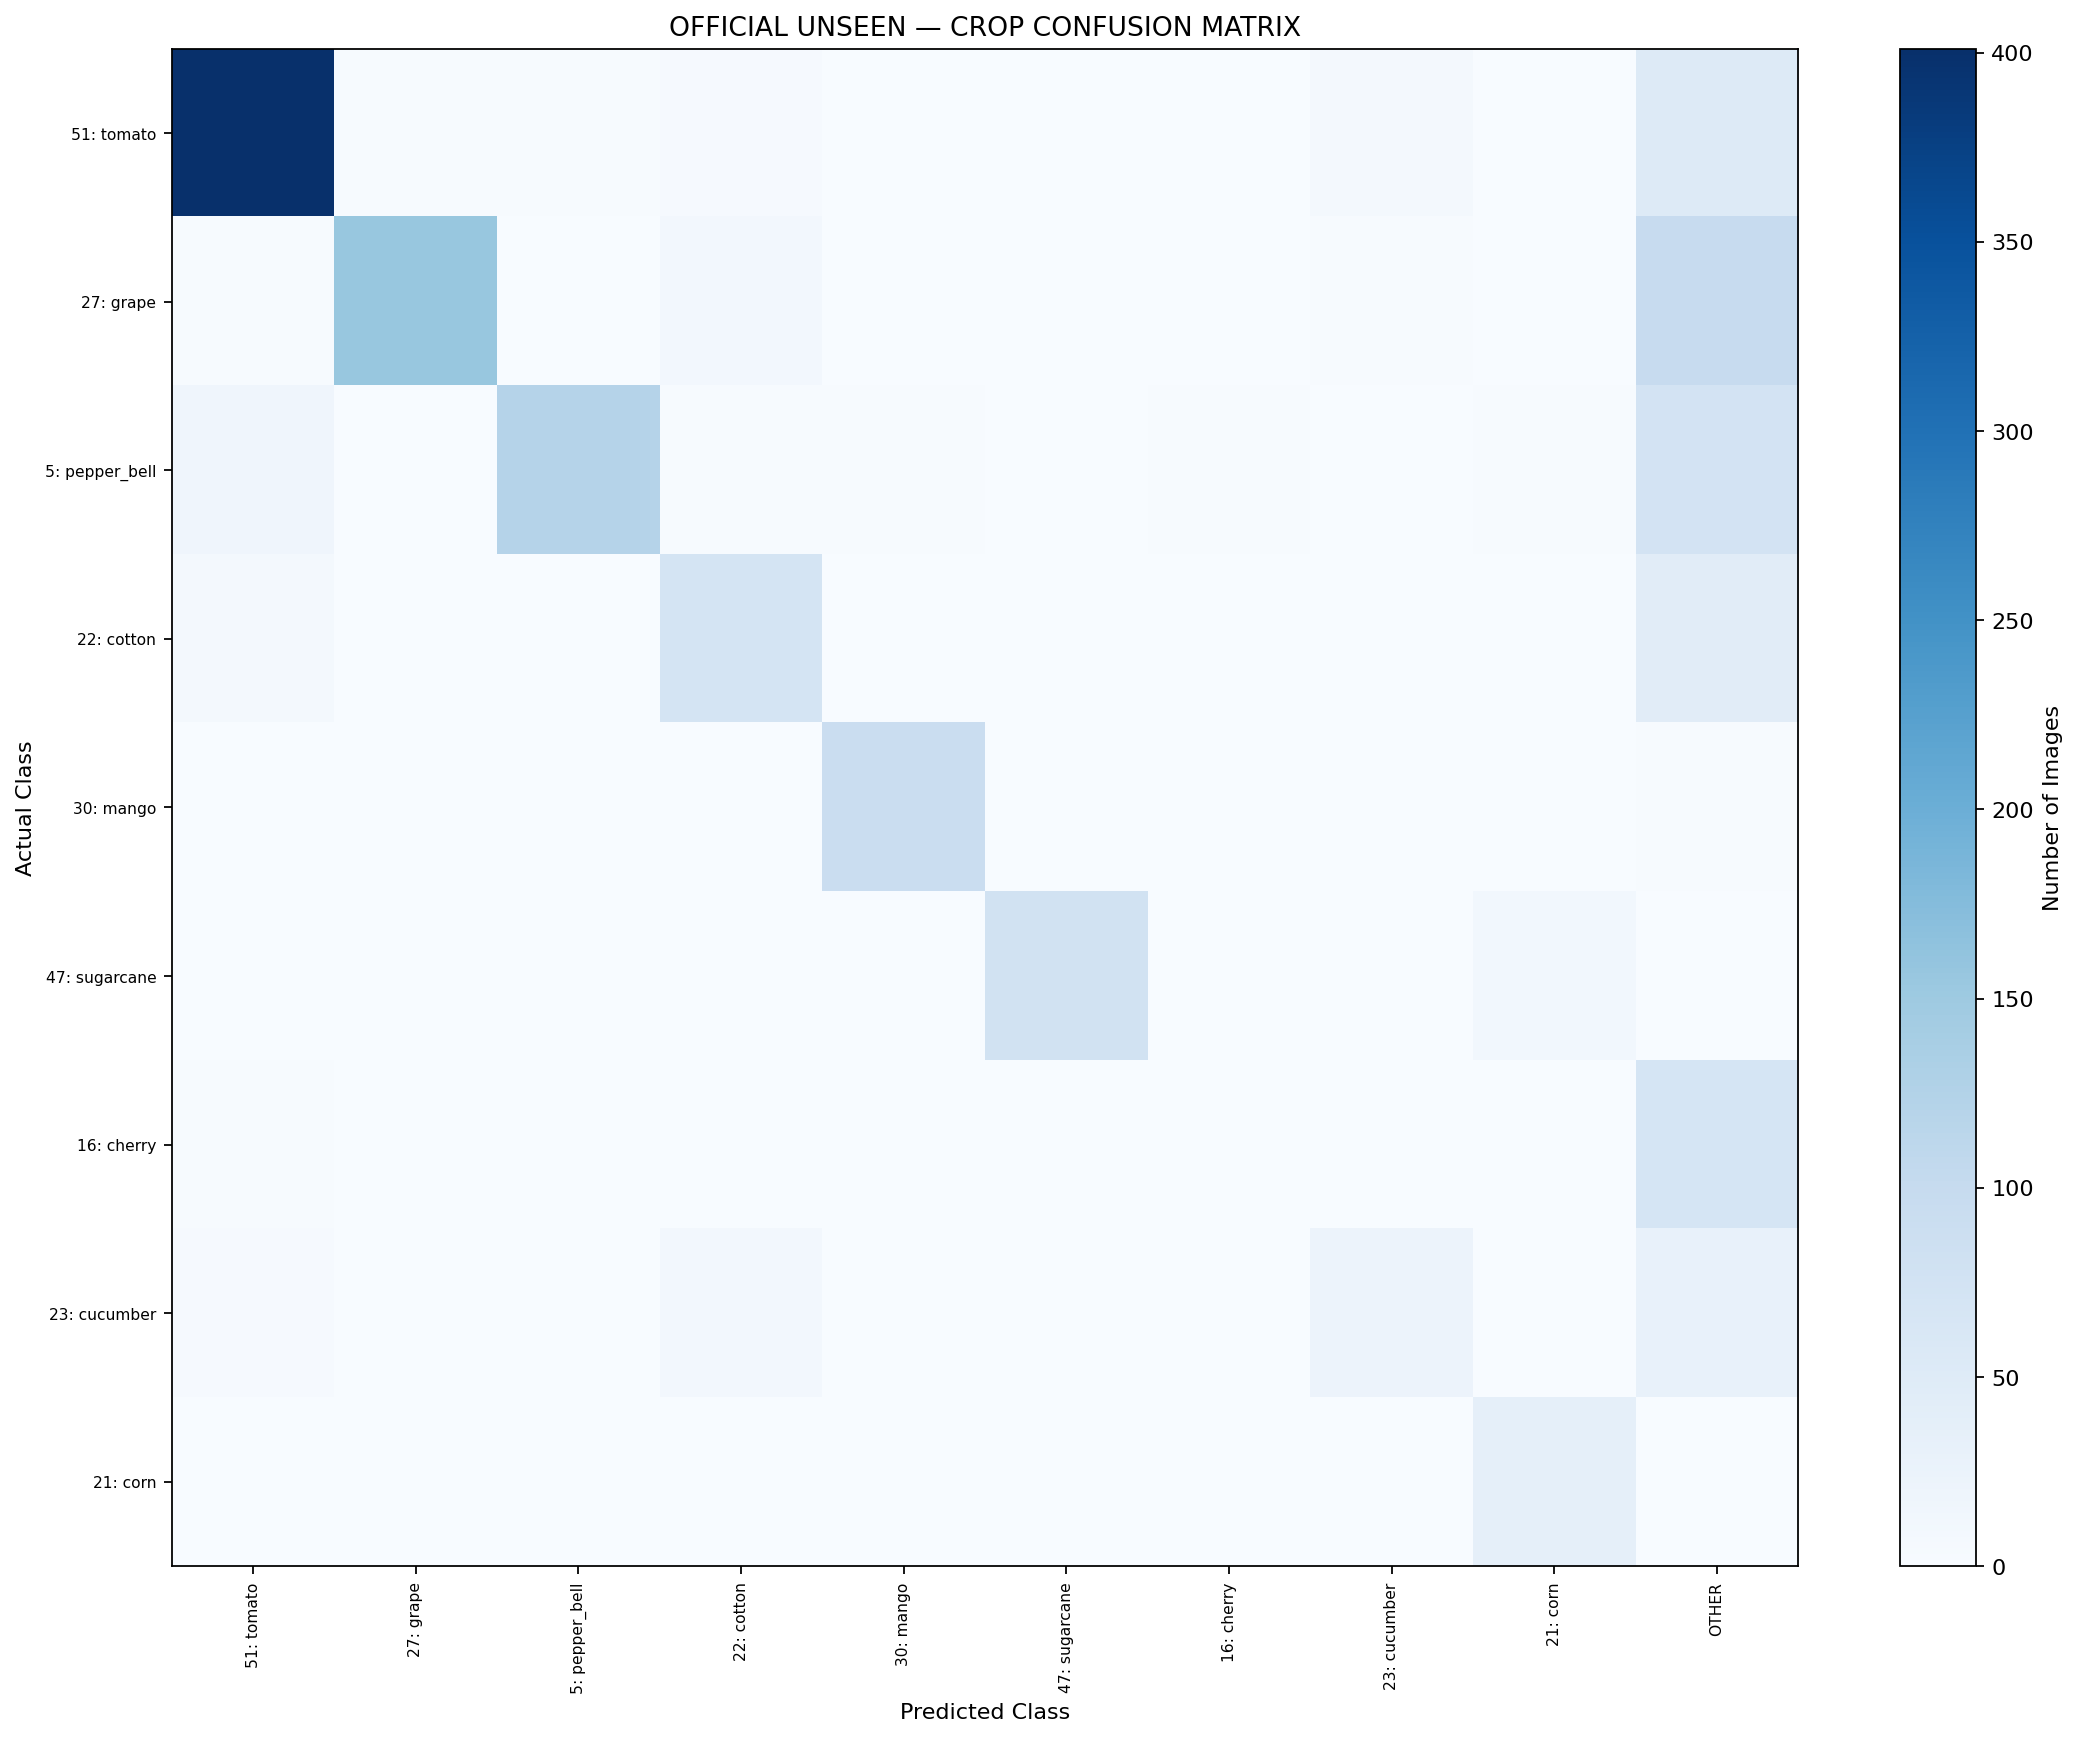 OFFICIAL UNSEEN — CROP CONFUSION MATRIX
51: tomato
27: grape
5: pepper_bell
22: cotton
30: mango
47: sugarcane
16: cherry
23: cucumber
21: corn
Actual Class
51: tomato
27: grape
5: pepper_bell
22: cotton
30: mango
47: sugarcane
16: cherry
23: cucumber
21: corn
OTHER
Predicted Class
400
350
300
250
200
150
100
50
0
Number of Images